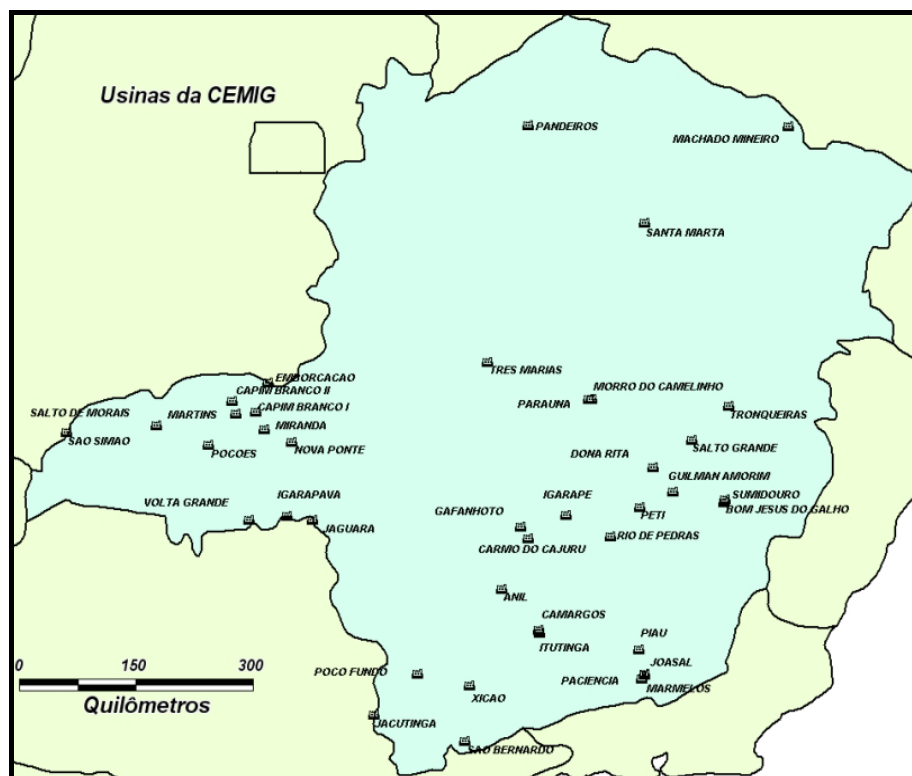 Usinas da CEMIG
PANDEIROS
MACHADO MINEIRO
SANTA MARTA
TRES MARIAS
EMBORCACAO
CAPIM BRANCO II
MORRO DO CAMELINHO
PARAUNA
SALTO DE MORAIS
MARTINS
CAPIM BRANCO I
TRONQUEIRAS
SAO SIMAO
MIRANDA
POCOES
NOVA PONTE
SALTO GRANDE
DONA RITA
GUILMAN AMORIM
VOLTA GRANDE
IGARAPAVA
IGARAPE
SUMIDOURO
GAFANHOTO
PETI
BOM JESUS DO GALHO
JAGUARA
RIO DE PEDRAS
CARMO DO CAJURU
ANIL
CAMARGOS
PIAU
ITUTINGA
0 150 300
JOASAL
POCO FUNDO
PACIENCIA
MARMELOS
XICAO
Quilômetros
JACUTINGA
SAO BERNARDO